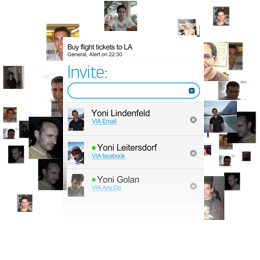 Buy flight tickets to LA
General, Alert on 22:30
Invite:
Yoni Lindenfeld
VIA Email
Yoni Leitersdorf
VIA facebook
Yoni Golan
VIA Any.Do